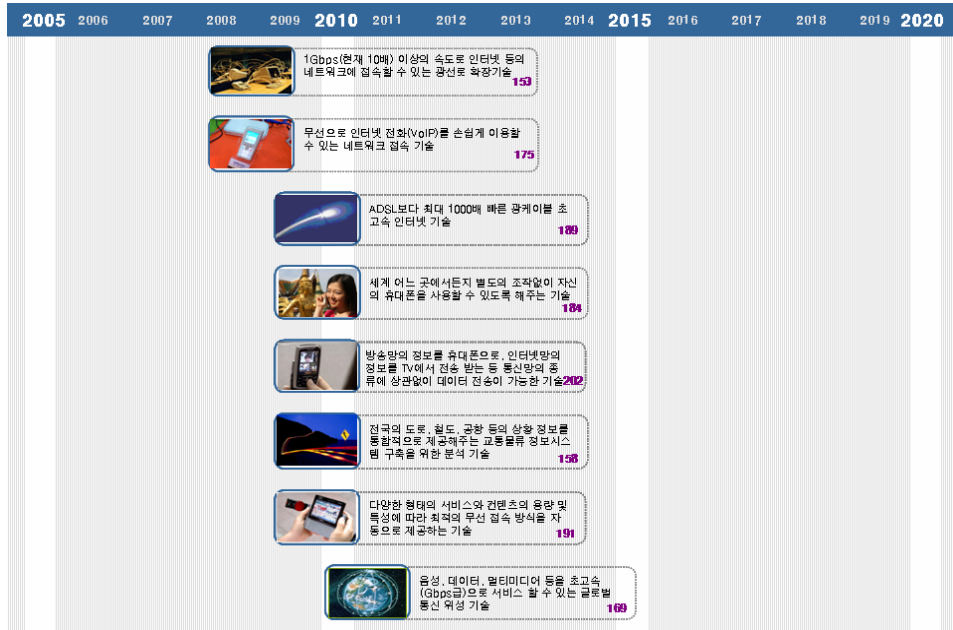 2005 2006 2007 2008 2009 2010 2011 2012 2013 2014 2015 2016 2017 2018 2019 2020
1Gbps(현재 10배) 이상의 속도로 인터넷 등의
네트워크에 접속할 수 있는 광선로 확장기술
153
무선으로 인터넷 전화(VoIP)를 손쉽게 이용할
수 있는 네트워크 접속 기술
175
ADSL보다 최대 1000배 빠른 광케이블 초
고속 인터넷 기술
189
세계 어느 곳에서든지 별도의 조작없이 자신
의 휴대폰을 사용할 수 있도록 해주는 기술
184
방송망의 정보를 휴대폰으로, 인터넷망의
정보를 TV에서 전송 받는 등 통신망의 종
류에 상관없이 데이터 전송이 가능한 기술202
전국의 도로, 철도, 공항 등의 상황 정보를
통합적으로 제공해주는 교통물류 정보시스
템 구축을 위한 분석 기술
158
다양한 형태의 서비스와 컨텐츠의 용량 및
특성에 따라 최적의 무선 접속 방식을 자
동으로 제공하는 기술
191
음성, 데이터, 멀티미디어 등을 초고속
(Gbps급)으로 서비스 할 수 있는 글로벌
통신 위성 기술
169